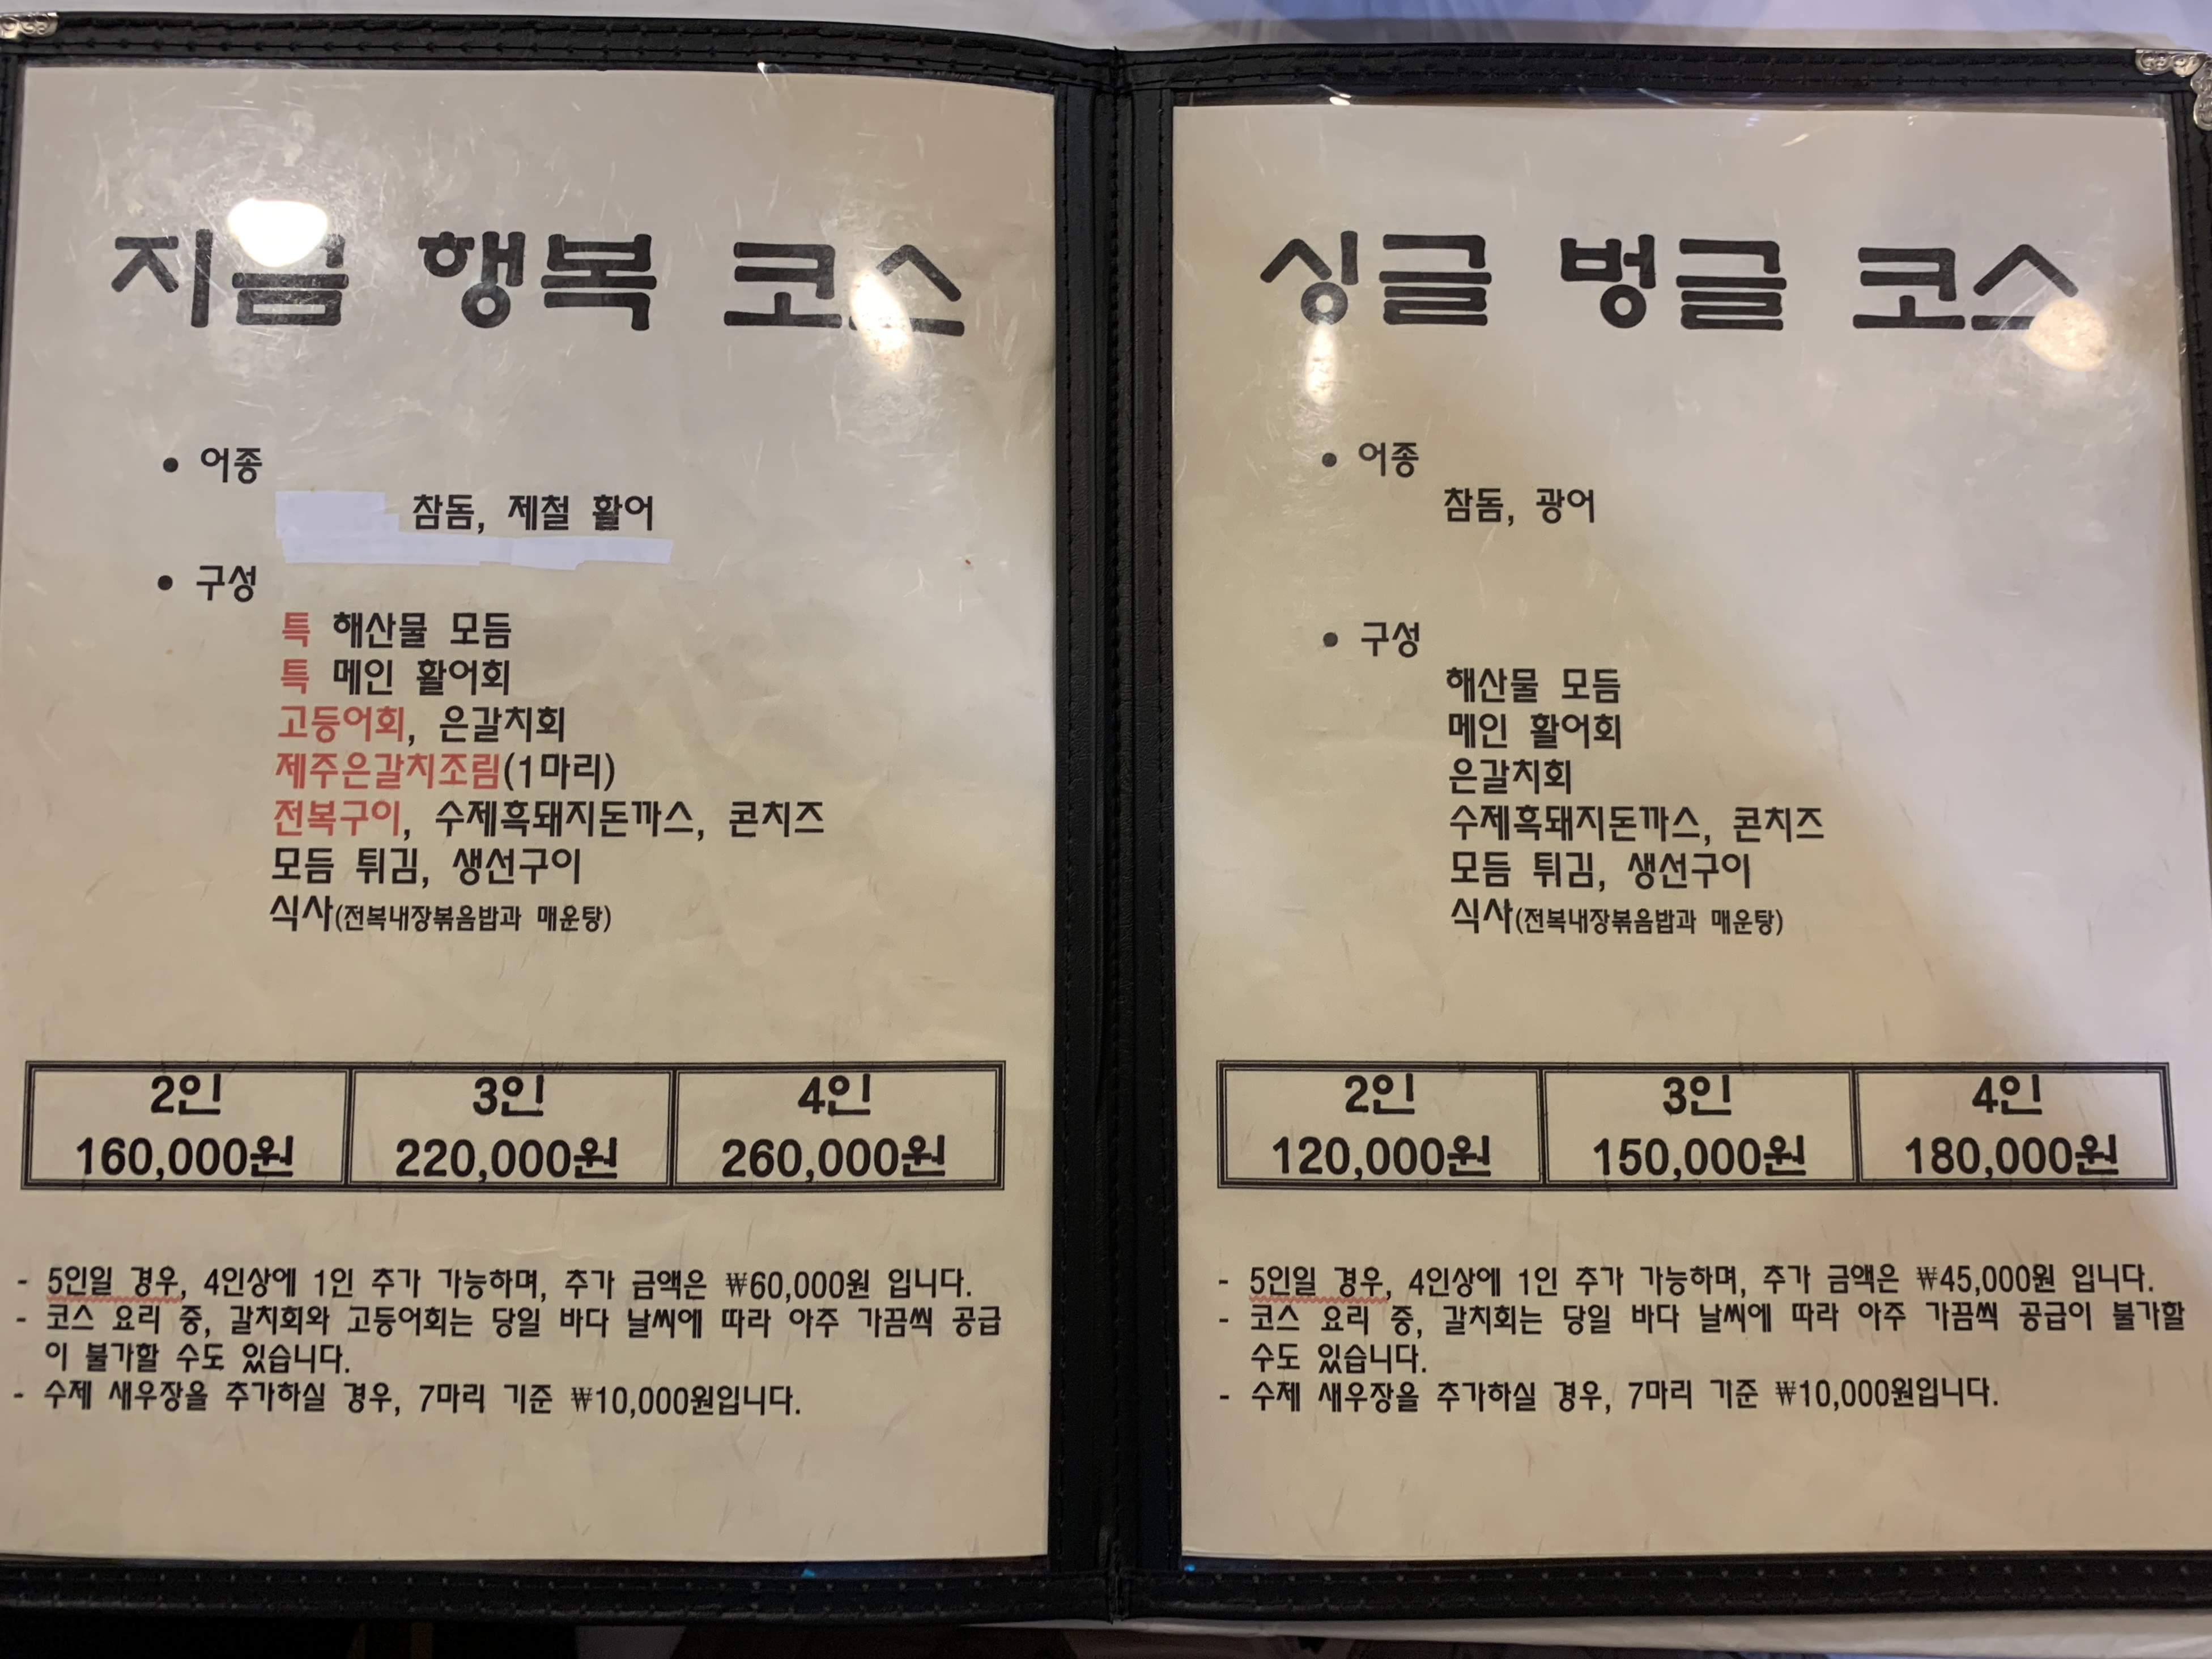 지금 행복 코스
• 어종
참돔, 제철 활어
• 구성
특 해산물 모듬
특 메인 활어회
고등어회, 은갈치회
제주은갈치조림(1마리)
전복구이, 수제흑돼지돈까스, 콘치즈
모듬 튀김, 생선구이
식사(전복내장볶음밥과 매운탕)
2인 3인 4인
160,000원 220,000원 260,000원
- 5인일 경우, 4인상에 1인 추가 가능하며, 추가 금액은 ₩60,000원 입니다.
- 코스 요리 중, 갈치회와 고등어회는 당일 바다 날씨에 따라 아주 가끔씩 공급
이 불가할 수도 있습니다.
- 수제 새우장을 추가하실 경우, 7마리 기준 ₩10,000원입니다.
싱글 벙글 코스
• 어종
참돔, 광어
• 구성
해산물 모듬
메인 활어회
은갈치회
수제흑돼지돈까스, 콘치즈
모듬 튀김, 생선구이
식사(전복내장볶음밥과 매운탕)
2인 3인 4인
120,000원 150,000원 180,000원
- 5인일 경우, 4인상에 1인 추가 가능하며, 추가 금액은 ₩45,000원 입니다.
- 코스 요리 중, 갈치회는 당일 바다 날씨에 따라 아주 가끔씩 공급이 불가할
수도 있습니다.
- 수제 새우장을 추가하실 경우, 7마리 기준 ₩10,000원입니다.